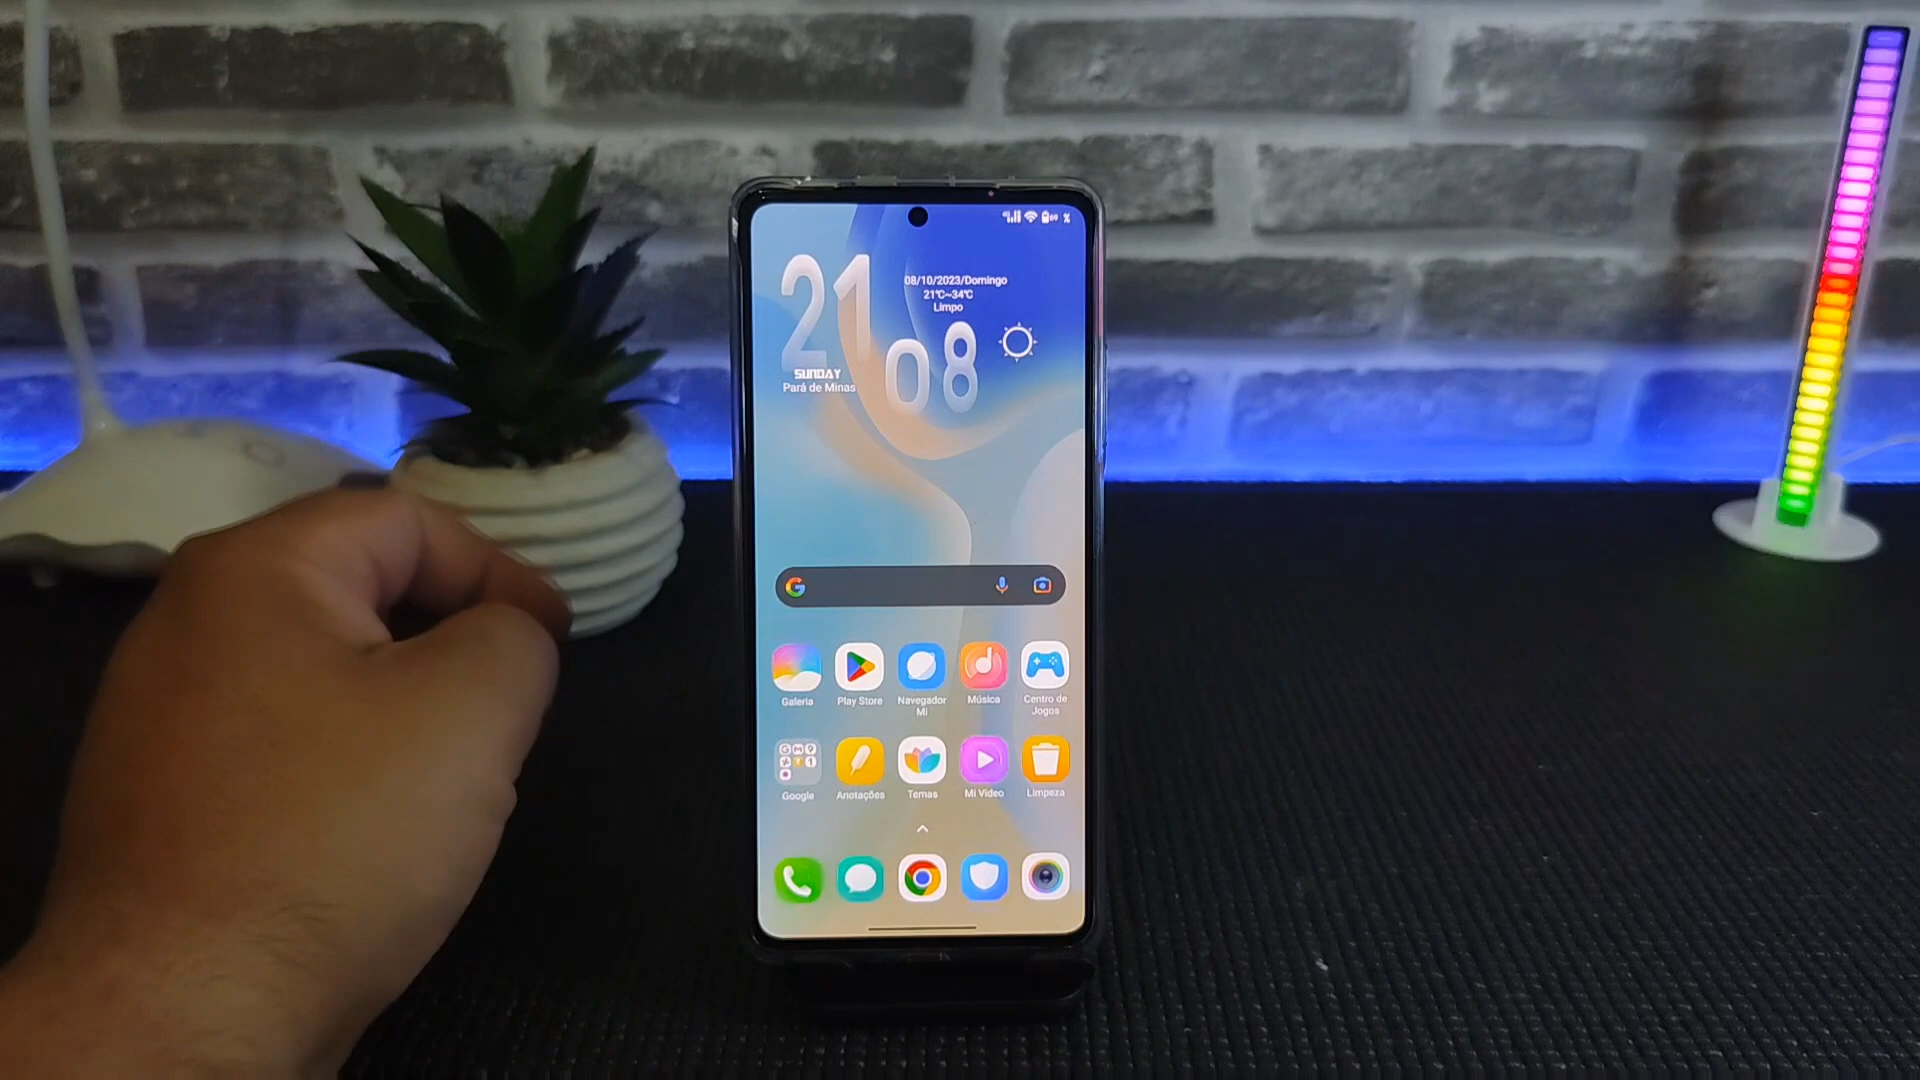 69 %
21
08/10/2023/Domingo
21℃~34℃
Limpo
08
SUNDAY
Pará de Minas
Galeria
Play Store
Navegador
Mi
Música
Centro de
Jogos
Google
Anotações
Temas
Mi Vídeo
Limpeza